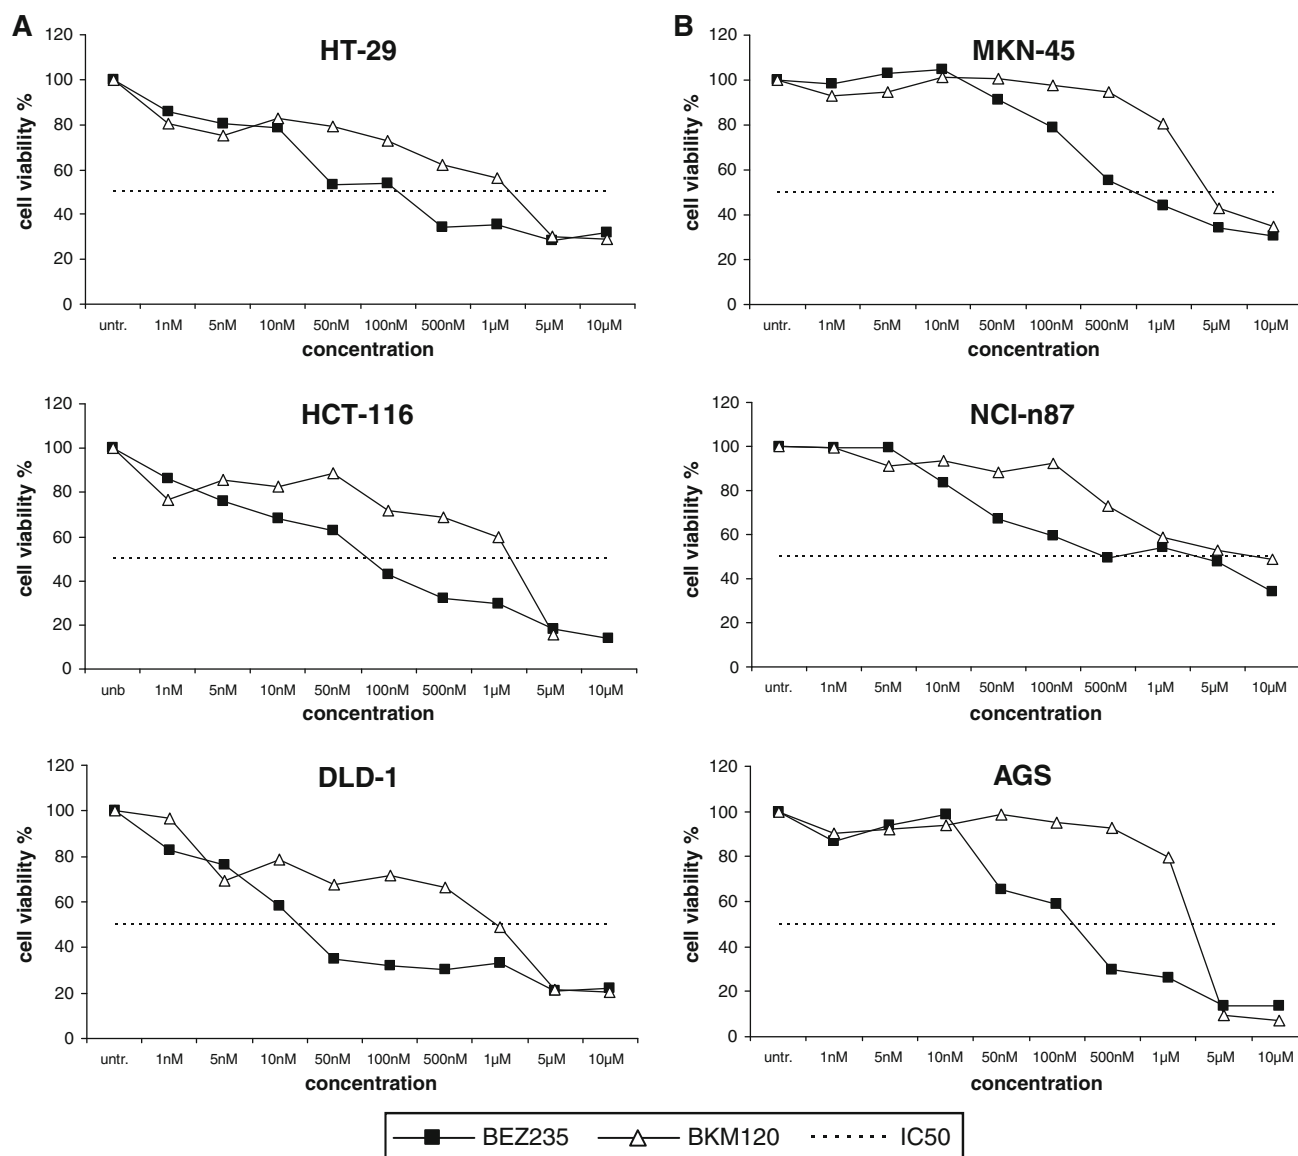 A
HT-29
cell viability %
120
100
80
60
40
20
0
untr. 1nM 5nM 10nM 50nM 100nM 500nM 1µM 5µM 10µM
concentration
HCT-116
cell viability %
120
100
80
60
40
20
0
unb 1nM 5nM 10nM 50nM 100nM 500nM 1µM 5µM 10µM
concentration
DLD-1
cell viability %
120
100
80
60
40
20
0
untr. 1nM 5nM 10nM 50nM 100nM 500nM 1µM 5µM 10µM
concentration
B
MKN-45
cell viability %
120
100
80
60
40
20
0
untr. 1nM 5nM 10nM 50nM 100nM 500nM 1µM 5µM 10µM
concentration
NCI-n87
cell viability %
120
100
80
60
40
20
0
untr. 1nM 5nM 10nM 50nM 100nM 500nM 1µM 5µM 10µM
concentration
AGS
cell viability %
120
100
80
60
40
20
0
untr. 1nM 5nM 10nM 50nM 100nM 500nM 1µM 5µM 10µM
concentration
BEZ235 BKM120 IC50